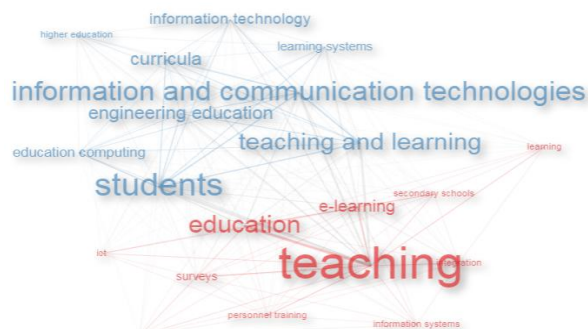 information technology
higher education
learning systems
curricula
information and communication technologies
engineering education
teaching and learning
education computing
learning
students
secondary schools
e-learning
education
iot
teaching
surveys
personnel training
information systems